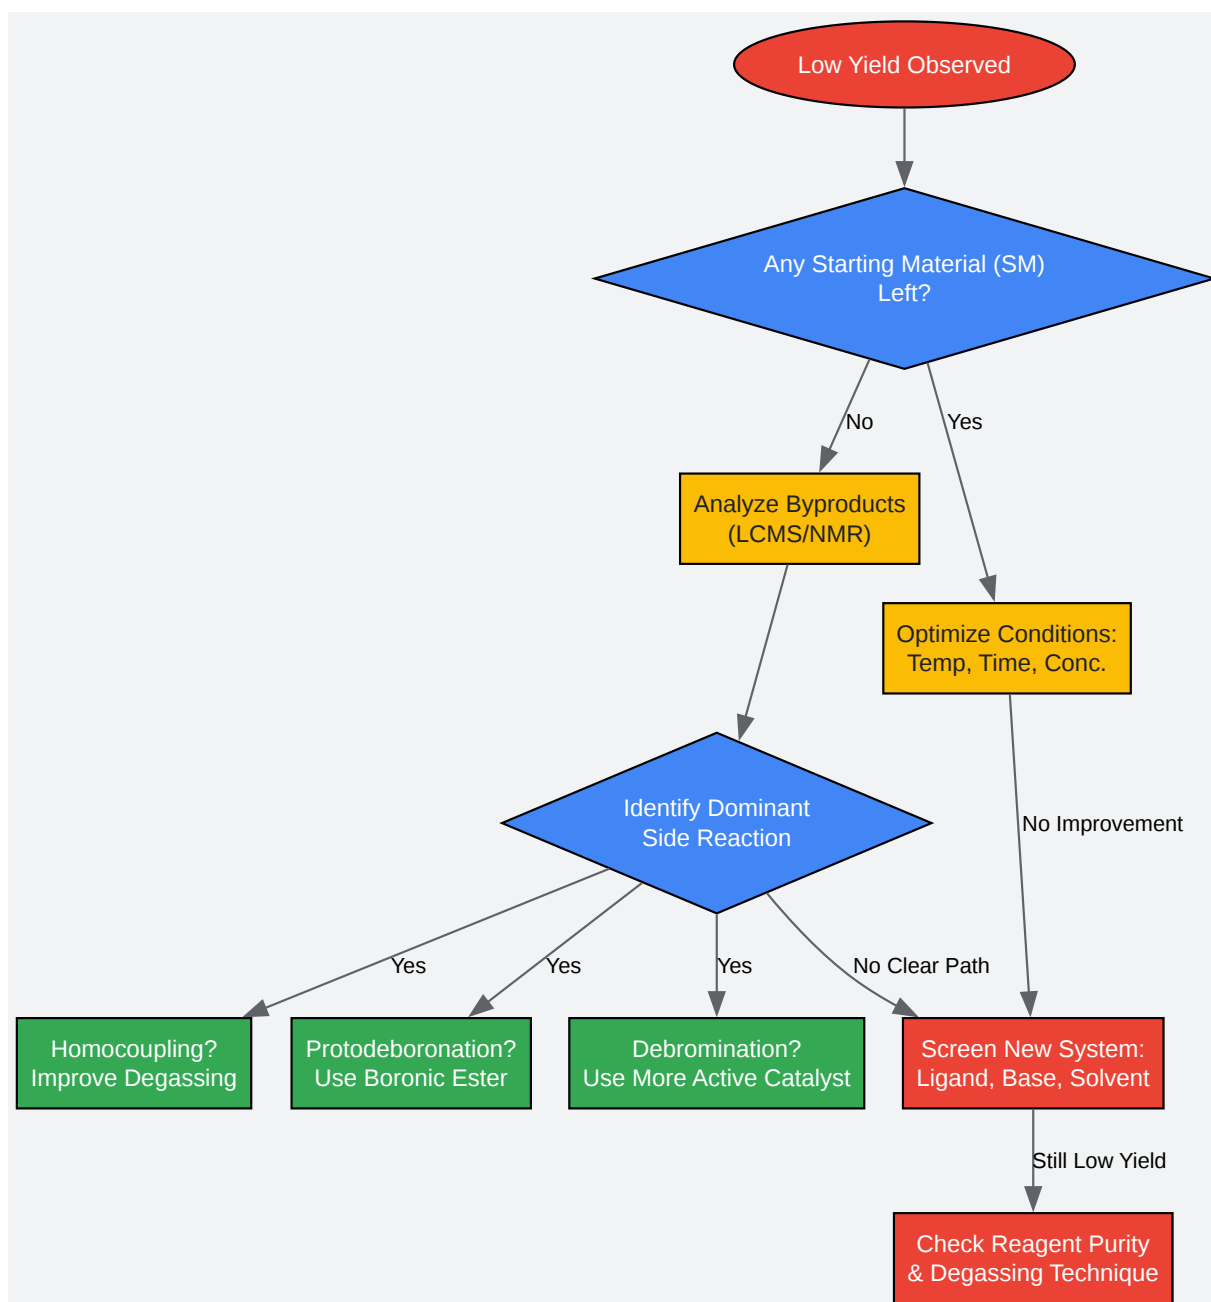 Low Yield Observed
Any Starting Material (SM)
Left?
No
Yes
Analyze Byproducts
(LCMS/NMR)
Optimize Conditions:
Temp, Time, Conc.
Identify Dominant
Side Reaction
No Improvement
Yes
Yes
Yes
No Clear Path
Homocoupling?
Improve Degassing
Protodeboronation?
Use Boronic Ester
Debromination?
Use More Active Catalyst
Screen New System:
Ligand, Base, Solvent
Still Low Yield
Check Reagent Purity
& Degassing Technique